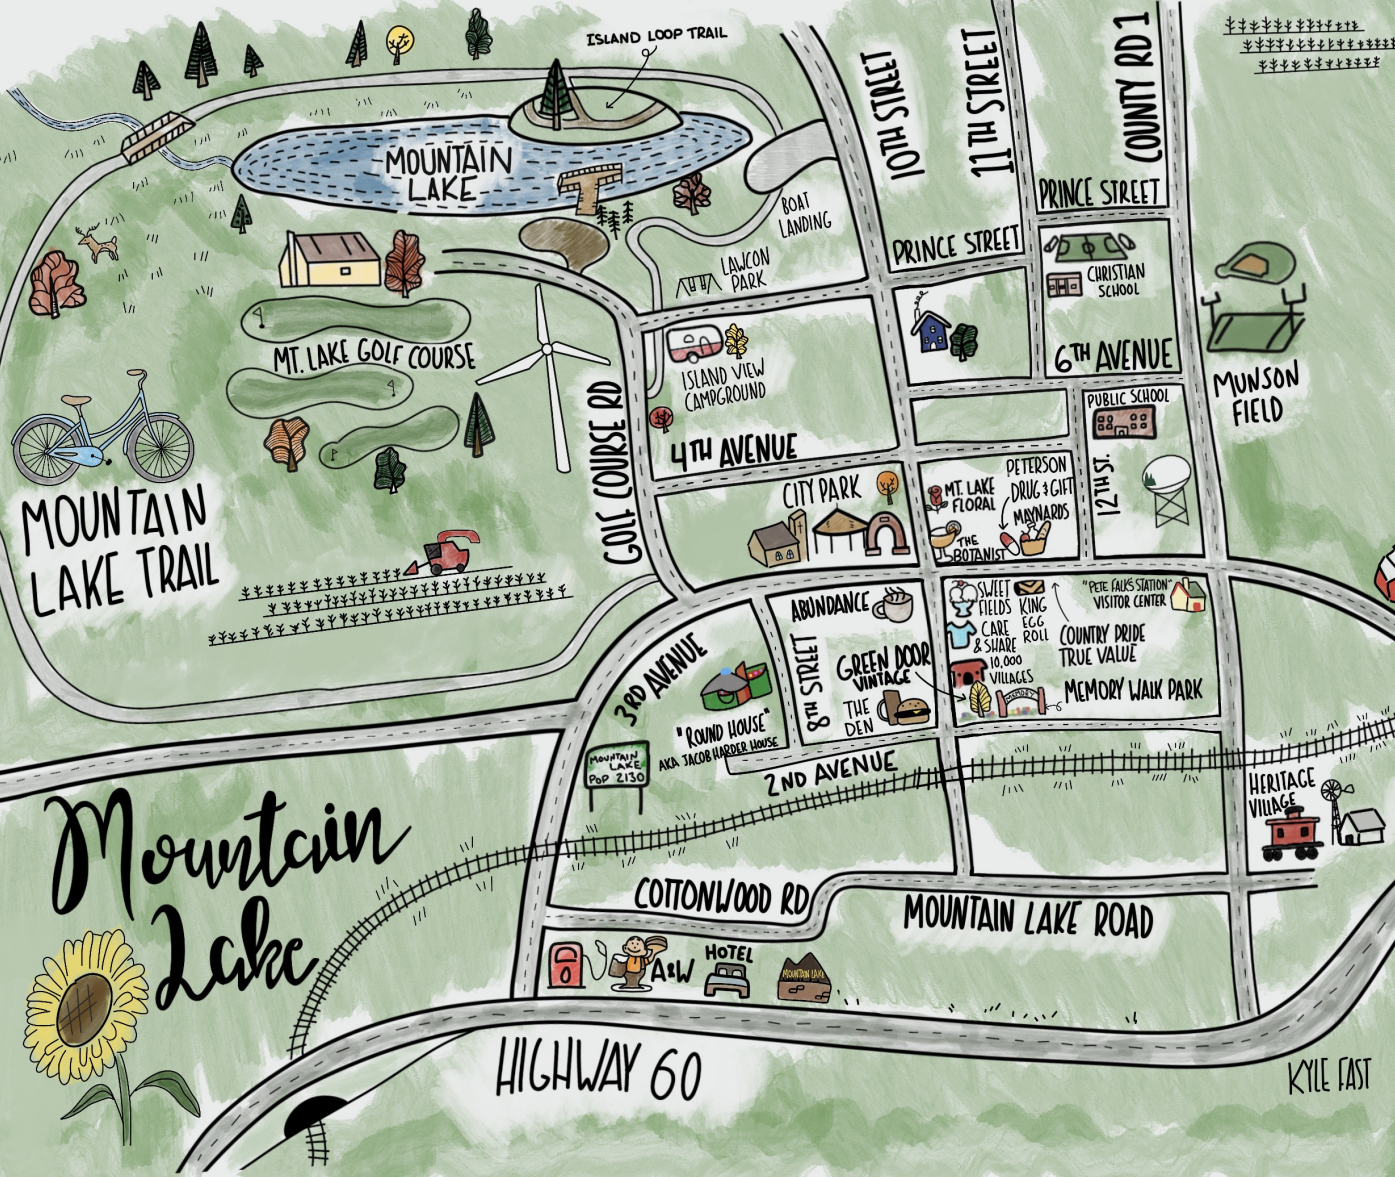 ISLAND LOOP TRAIL
MOUNTAIN
LAKE
10TH STREET
11TH STREET
COUNTY RD 1
PRINCE STREET
PRINCE STREET
BOAT
LANDING
LAWCON
PARK
CHRISTIAN
SCHOOL
6TH AVENUE
MT. LAKE GOLF COURSE
ISLAND VIEW
CAMPGROUND
GOLF COURSE RD
4TH AVENUE
PUBLIC SCHOOL
MUNSON
FIELD
12TH ST.
CITY PARK
MT. LAKE
FLORAL
PETERSON
DRUG & GIFT
MAYNARDS
THE
BOTANIST
MOUNTAIN
LAKE TRAIL
ABUNDANCE
SWEET
FIELDS
KING
EGG
ROLL
CARE
& SHARE
10,000
VILLAGES
"PETE FALK'S STATION"
VISITOR CENTER
COUNTRY PRIDE
TRUE VALUE
MEMORY WALK PARK
MEMORY
3RD AVENUE
8TH STREET
GREEN DOOR
VINTAGE
THE
DEN
"ROUND HOUSE"
AKA JACOB HARDER HOUSE
2ND AVENUE
MOUNTAIN
LAKE
POP 2130
HERITAGE
VILLAGE
Mountain
Lake
COTTONWOOD RD
MOUNTAIN LAKE ROAD
A&W
HOTEL
MOUNTAIN LAKE
HIGHWAY 60
KYLE FAST